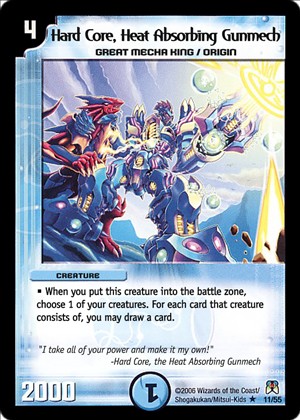 4
Hard Core, Heat Absorbing Gunmech
GREAT MECHA KING / ORIGIN
CREATURE
▪ When you put this creature into the battle zone,
choose 1 of your creatures. For each card that creature
consists of, you may draw a card.
"I take all of your power and make it my own!"
-Hard Core, the Heat Absorbing Gunmech
2000
1
©2006 Wizards of the Coast/
Shogakukan/Mitsui-Kids ★ 11/55